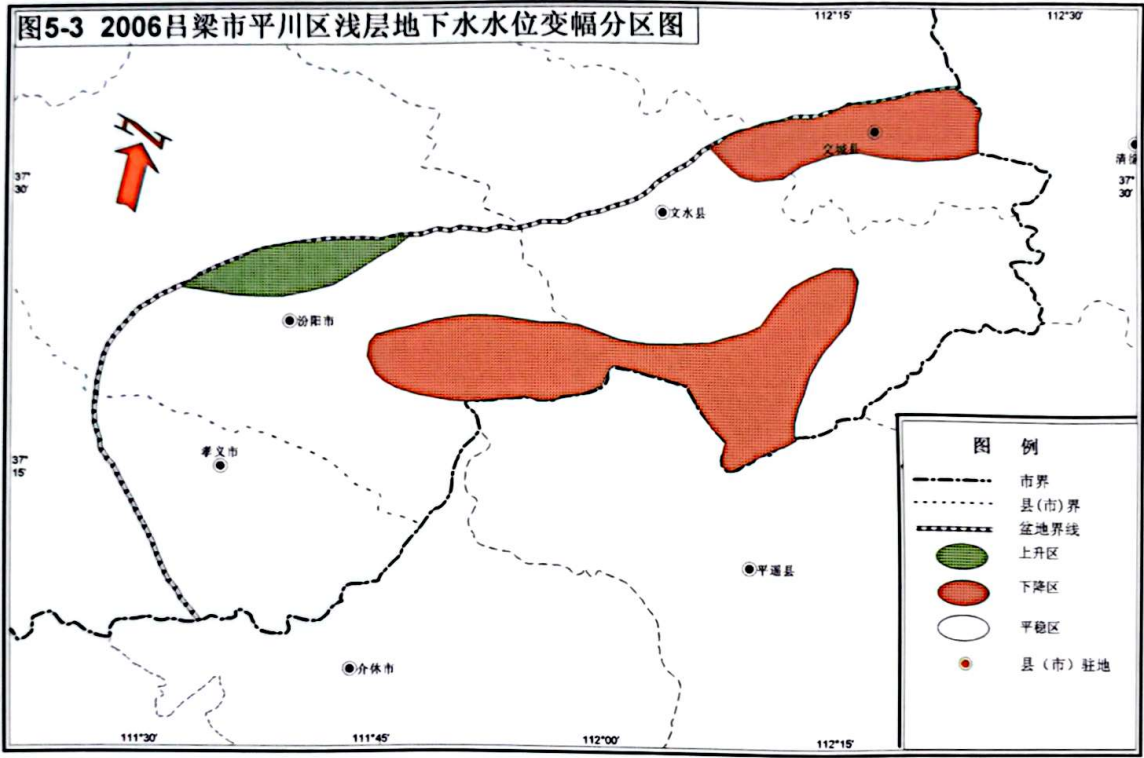 图5-3 2006吕梁市平川区浅层地下水水位变幅分区图
112°15′
112°30′
N
交城县
清徐
37°
30′
37°
30′
文水县
汾阳市
孝义市
37°
15′
平遥县
介休市
图 例
市界
县(市)界
盆地界线
上升区
下降区
平稳区
县（市）驻地
111°30′
111°45′
112°00′
112°15′